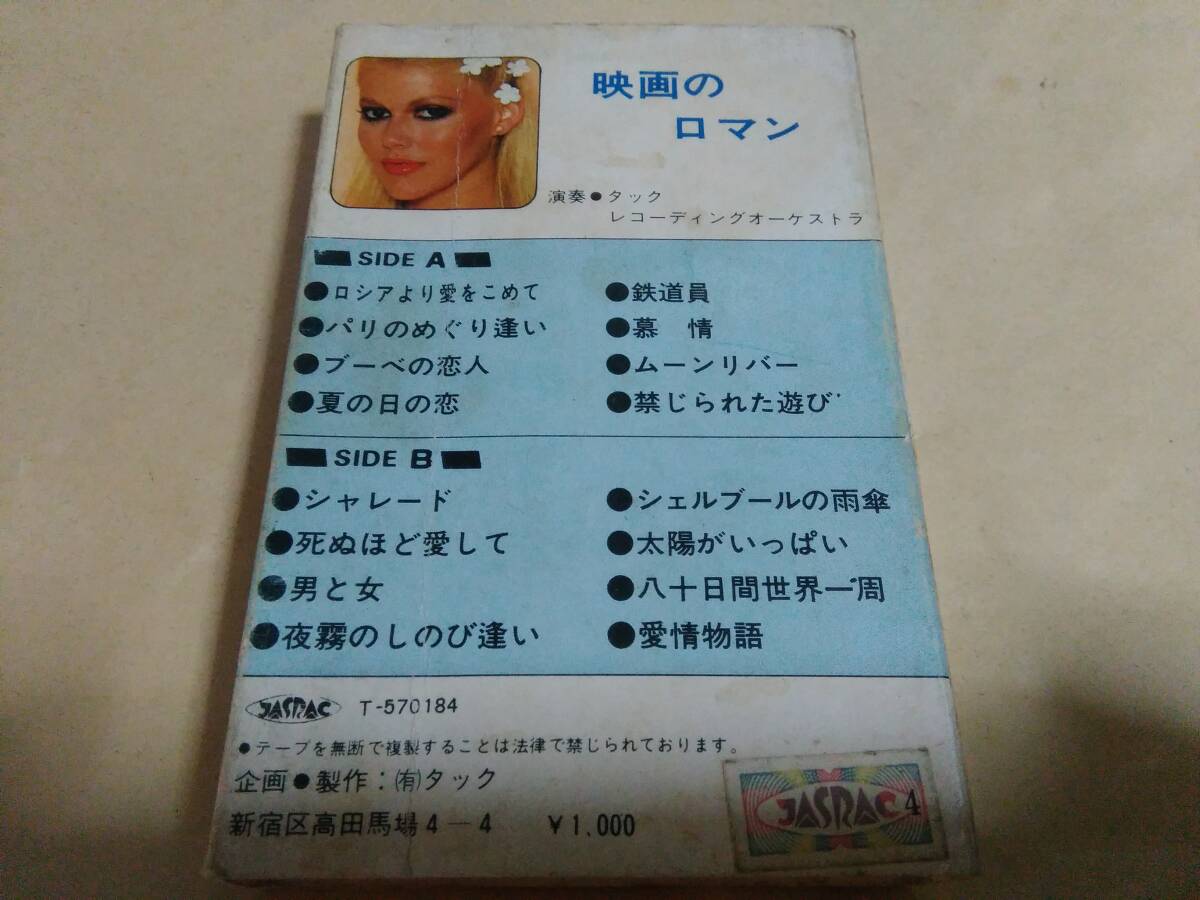 映画の
ロマン
演奏●タック
レコーディングオーケストラ
SIDE A
●ロシアより愛をこめて
●パリのめぐり逢い
●ブーベの恋人
●夏の日の恋
●鉄道員
●慕 情
●ムーンリバー
●禁じられた遊び
SIDE B
●シャレード
●死ぬほど愛して
●男と女
●夜霧のしのび逢い
●シェルブールの雨傘
●太陽がいっぱい
●八十日間世界一周
●愛情物語
JASRAC T-570184
●テープを無断で複製することは法律で禁じられております。
企画●製作：㈲タック
新宿区高田馬場4-4 ¥1,000
JASRAC 4